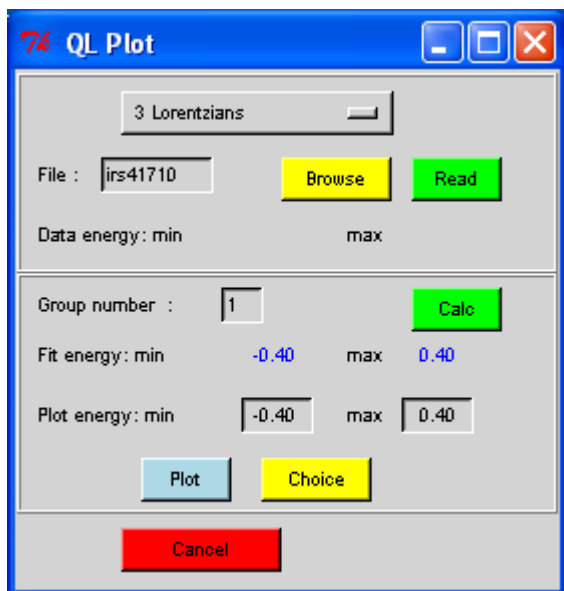 QL Plot
3 Lorentzians
File : irs41710 Browse Read
Data energy: min max
Group number : 1 Calc
Fit energy: min -0.40 max 0.40
Plot energy: min -0.40 max 0.40
Plot Choice
Cancel